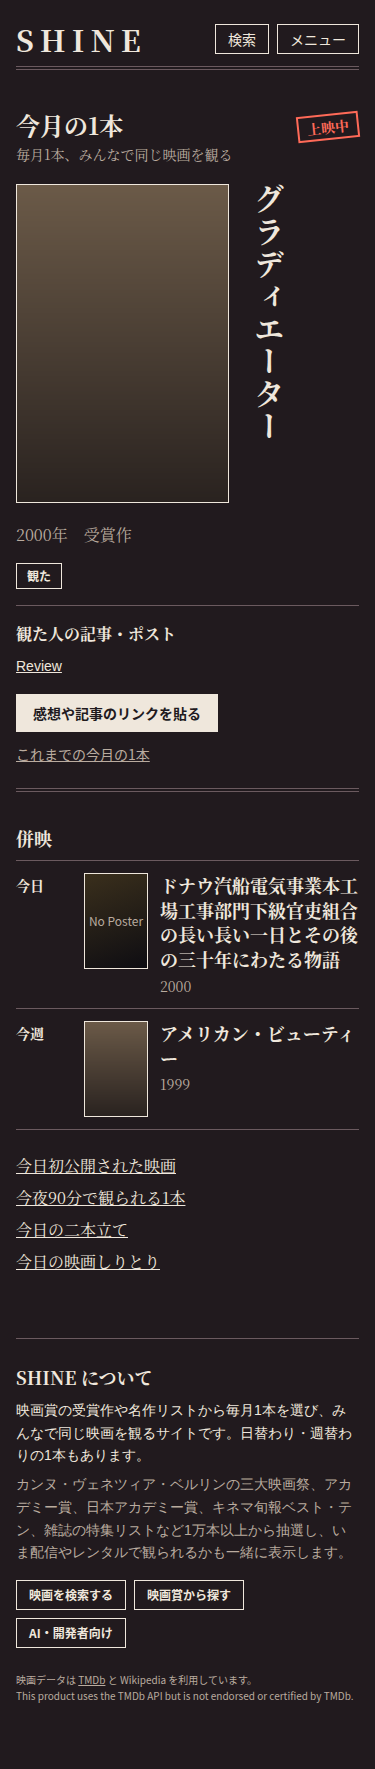 SHINE
検索
メニュー
今月の1本
上映中
毎月1本、みんなで同じ映画を観る
グラディエーター
2000年　受賞作
観た
観た人の記事・ポスト
Review
感想や記事のリンクを貼る
これまでの今月の1本
併映
今日
No Poster
ドナウ汽船電気事業本工
場工事部門下級官吏組合
の長い長い一日とその後
の三十年にわたる物語
2000
今週
アメリカン・ビューティ
ー
1999
今日初公開された映画
今夜90分で観られる1本
今日の二本立て
今日の映画しりとり
SHINE について
映画賞の受賞作や名作リストから毎月1本を選び、み
んなで同じ映画を観るサイトです。日替わり・週替わ
りの1本もあります。
カンヌ・ヴェネツィア・ベルリンの三大映画祭、アカ
デミー賞、日本アカデミー賞、キネマ旬報ベスト・テ
ン、雑誌の特集リストなど1万本以上から抽選し、い
ま配信やレンタルで観られるかも一緒に表示します。
映画を検索する
映画賞から探す
AI・開発者向け
映画データは TMDb と Wikipedia を利用しています。
This product uses the TMDb API but is not endorsed or certified by TMDb.